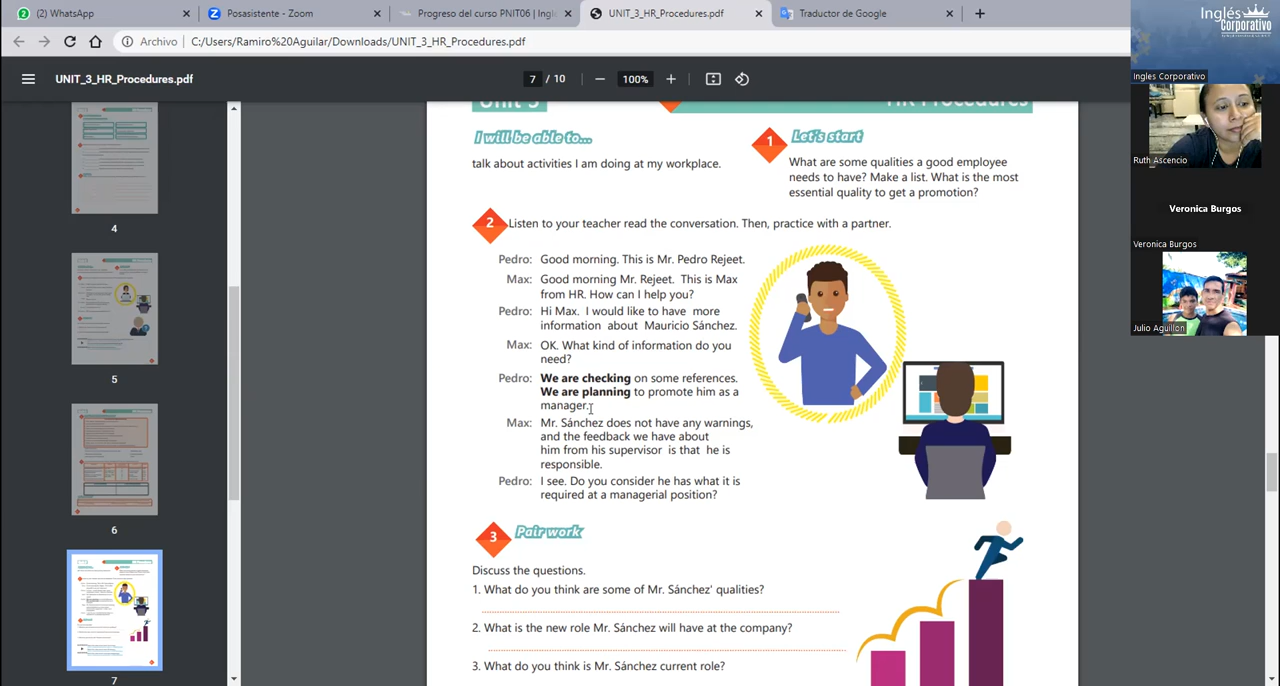 (2) WhatsApp
Posasistente - Zoom
Progreso del curso PNIT06 | Ingl
UNIT_3_HR_Procedures.pdf
Traductor de Google
Archivo
C:/Users/Ramiro%20Aguilar/Downloads/UNIT_3_HR_Procedures.pdf
UNIT_3_HR_Procedures.pdf
7 / 10
100%
Inglés
Corporativo
Ingles Corporativo
Ruth Ascencio
Veronica Burgos
Veronica Burgos
Julio Aguillon
4
5
6
7
Unit 3
HR Procedures
I will be able to...
talk about activities I am doing at my workplace.
1
Let's start
What are some qualities a good employee
needs to have? Make a list. What is the most
essential quality to get a promotion?
2
Listen to your teacher read the conversation. Then, practice with a partner.
Pedro: Good morning. This is Mr. Pedro Rejeet.
Max: Good morning Mr. Rejeet. This is Max
from HR. How can I help you?
Pedro: Hi Max. I would like to have more
information about Mauricio Sánchez.
Max: OK. What kind of information do you
need?
Pedro: We are checking on some references.
We are planning to promote him as a
manager.
Max: Mr. Sánchez does not have any warnings,
and the feedback we have about
him from his supervisor is that he is
responsible.
Pedro: I see. Do you consider he has what it is
required at a managerial position?
3
Pair work
Discuss the questions.
1. What do you think are some of Mr. Sánchez' qualities?
2. What is the new role Mr. Sánchez will have at the company?
3. What do you think is Mr. Sánchez current role?